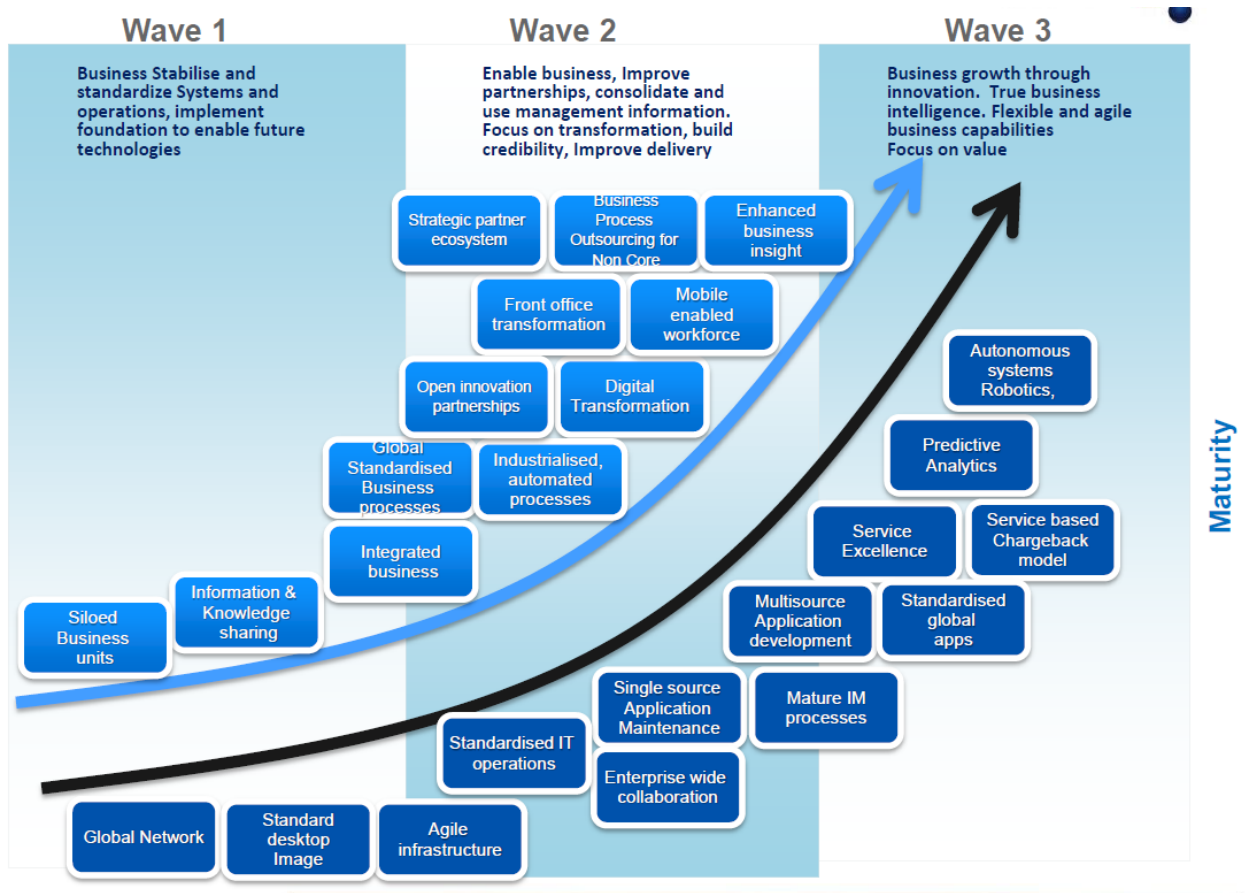 Wave 1
Wave 2
Wave 3
Business Stabilise and
standardize Systems and
operations, implement
foundation to enable future
technologies
Enable business, Improve
partnerships, consolidate and
use management information.
Focus on transformation, build
credibility, Improve delivery
Business growth through
innovation. True business
intelligence. Flexible and agile
business capabilities
Focus on value
Strategic partner
ecosystem
Business
Process
Outsourcing for
Non Core
Enhanced
business
insight
Front office
transformation
Mobile
enabled
workforce
Open innovation
partnerships
Digital
Transformation
Global
Standardised
Business
processes
Industrialised,
automated
processes
Integrated
business
Information &
Knowledge
sharing
Siloed
Business
units
Autonomous
systems
Robotics,
Predictive
Analytics
Service
Excellence
Service based
Chargeback
model
Multisource
Application
development
Standardised
global
apps
Single source
Application
Maintenance
Mature IM
processes
Standardised IT
operations
Enterprise wide
collaboration
Global Network
Standard
desktop
Image
Agile
infrastructure
Maturity